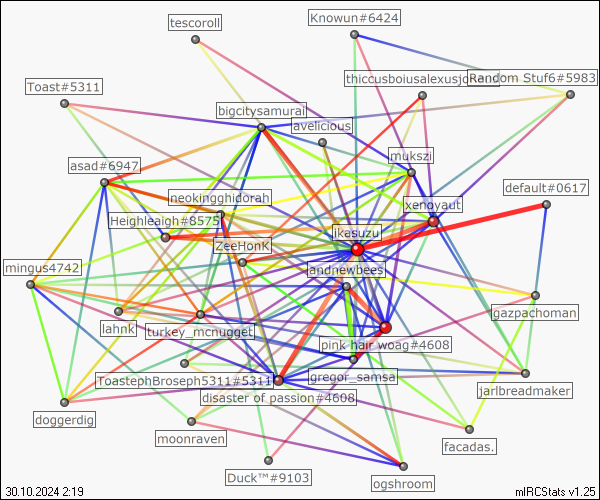 Knowun#6424
tescoroll
thiccusboiusalexusjo
Random Stuf6#5983
Toast#5311
bigcitysamurai
avelicious
mukszi
asad#6947
default#0617
neokingghidorah
xengyaut
Heighleaigh#8575
ikasuzu
ZeeHonK
mingus4742
andnewbees
gazpachoman
lahnk
turkey_mcnugget
pink hair woag#4608
ToastephBroseph5311#5311
gregor_samsa
jarlbreadmaker
disaster of passion#4608
doggerdig
moonraven
facadas.
Duck™#9103
ogshroom
30.10.2024 2:19
mIRCStats v1.25